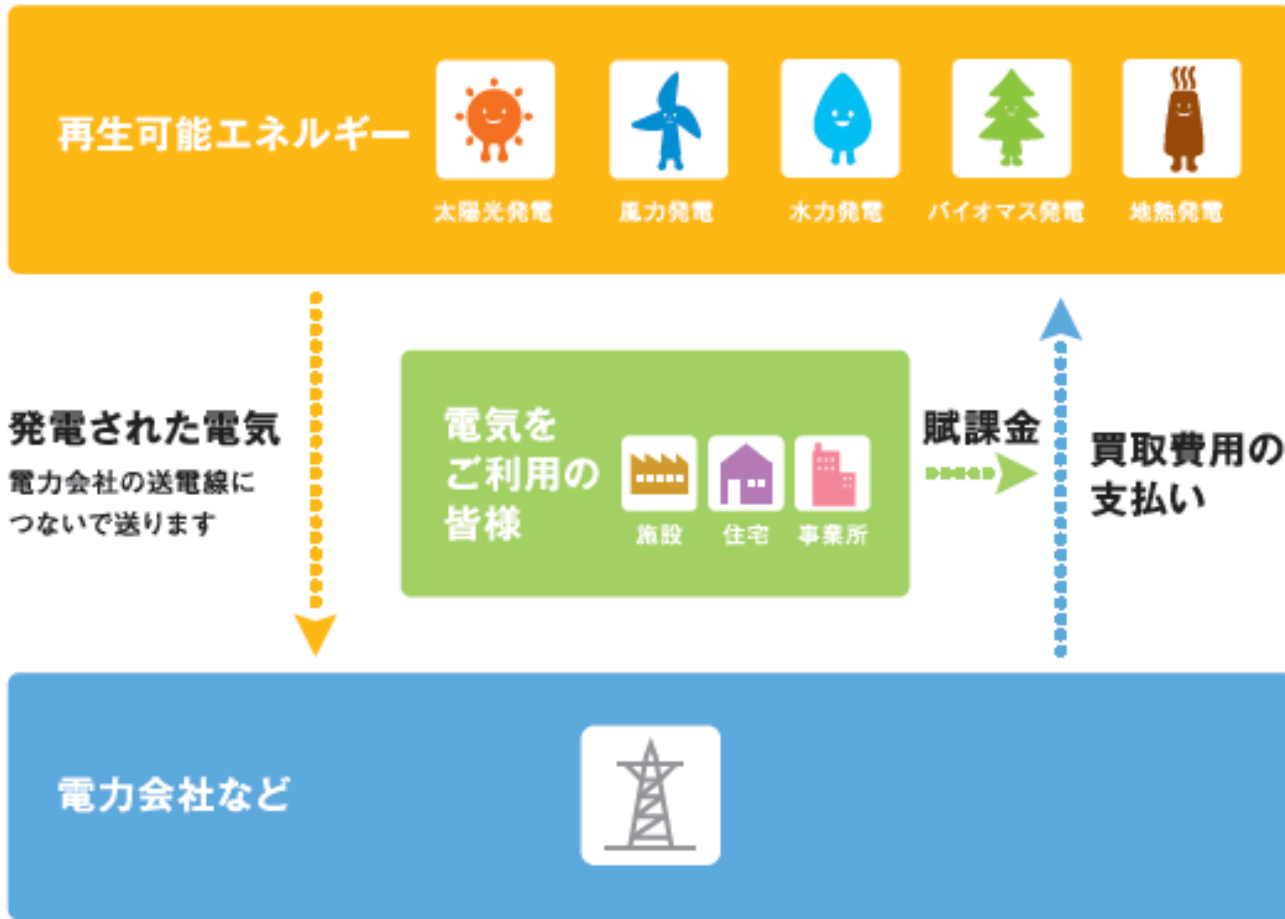 再生可能エネルギー
太陽光発電
風力発電
水力発電
バイオマス発電
地熱発電
発電された電気
電力会社の送電線に
つないで送ります
電気を
ご利用の
皆様
施設
住宅
事業所
賦課金
買取費用の
支払い
電力会社など